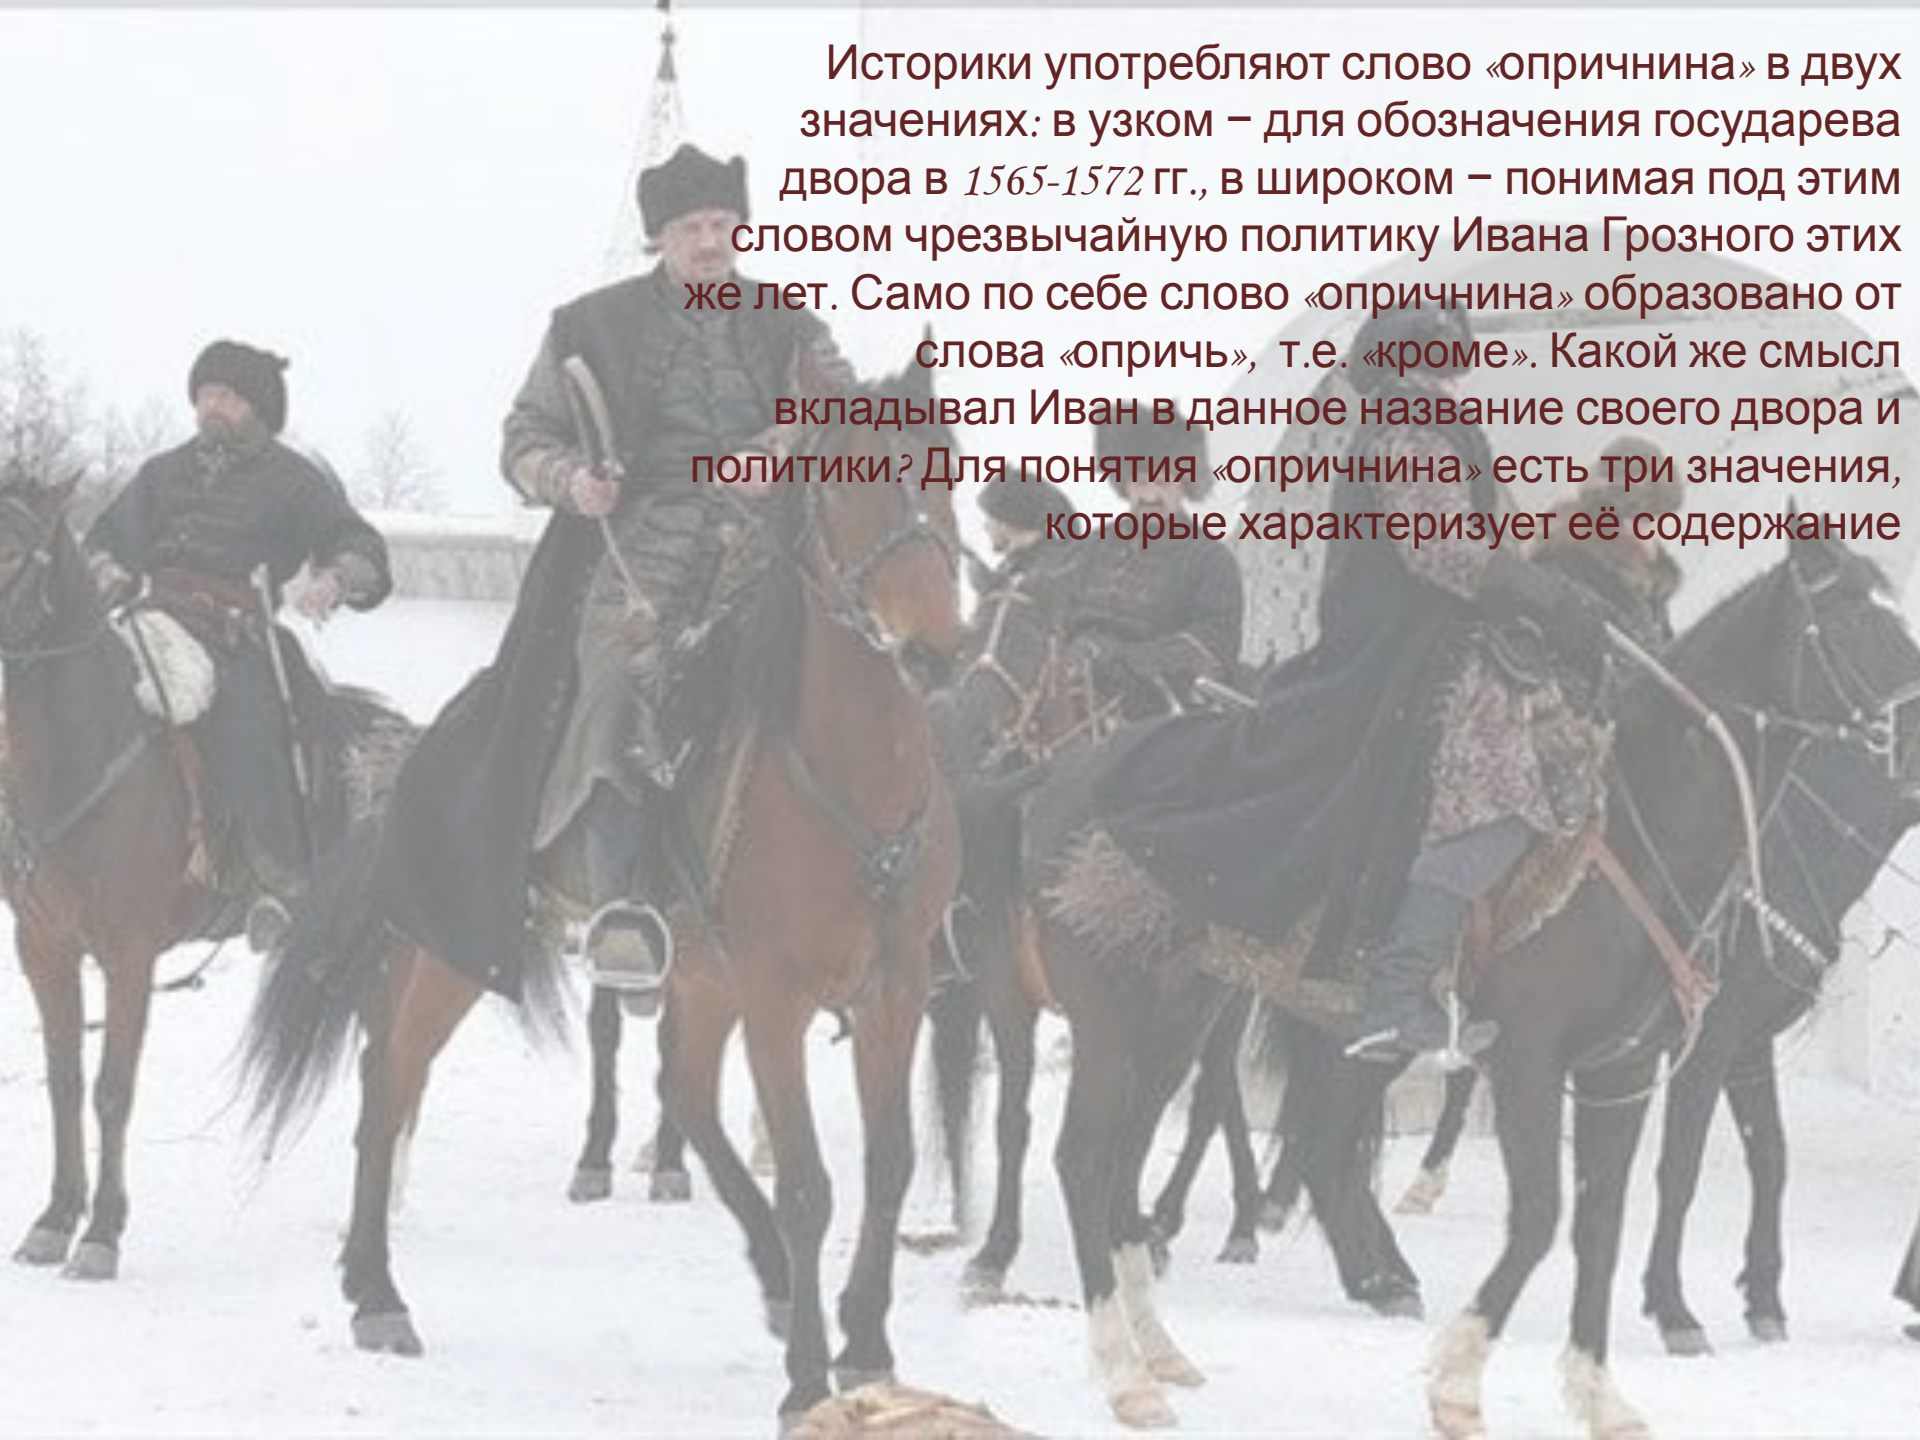 Историки употребляют слово «опричнина» в двух
значениях: в узком – для обозначения государева
двора в 1565-1572 гг., в широком – понимая под этим
словом чрезвычайную политику Ивана Грозного этих
же лет. Само по себе слово «опричнина» образовано от
слова «опричь», т.е. «кроме». Какой же смысл
вкладывал Иван в данное название своего двора и
политики? Для понятия «опричнина» есть три значения,
которые характеризует её содержание